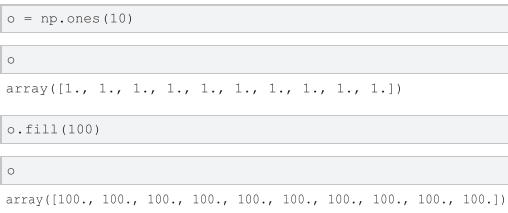 o = np.ones(10)
o
array([1., 1., 1., 1., 1., 1., 1., 1., 1., 1.])
o.fill(100)
o
array([100., 100., 100., 100., 100., 100., 100., 100., 100., 100.])